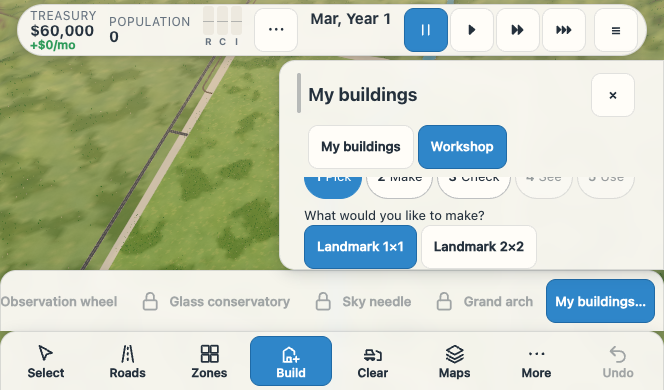 TREASURY
$60,000
+$0/mo
POPULATION
0
R C I
...
Mar, Year 1
My buildings
×
My buildings Workshop
1 Pick 2 Make 3 Check 4 See 5 Use
What would you like to make?
Landmark 1×1 Landmark 2×2
Observation wheel Glass conservatory Sky needle Grand arch My buildings...
Select Roads Zones Build Clear Maps More Undo